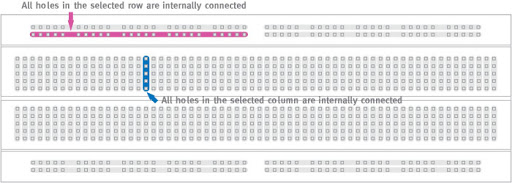 All holes in the selected row are internally connected
All holes in the selected column are internally connected